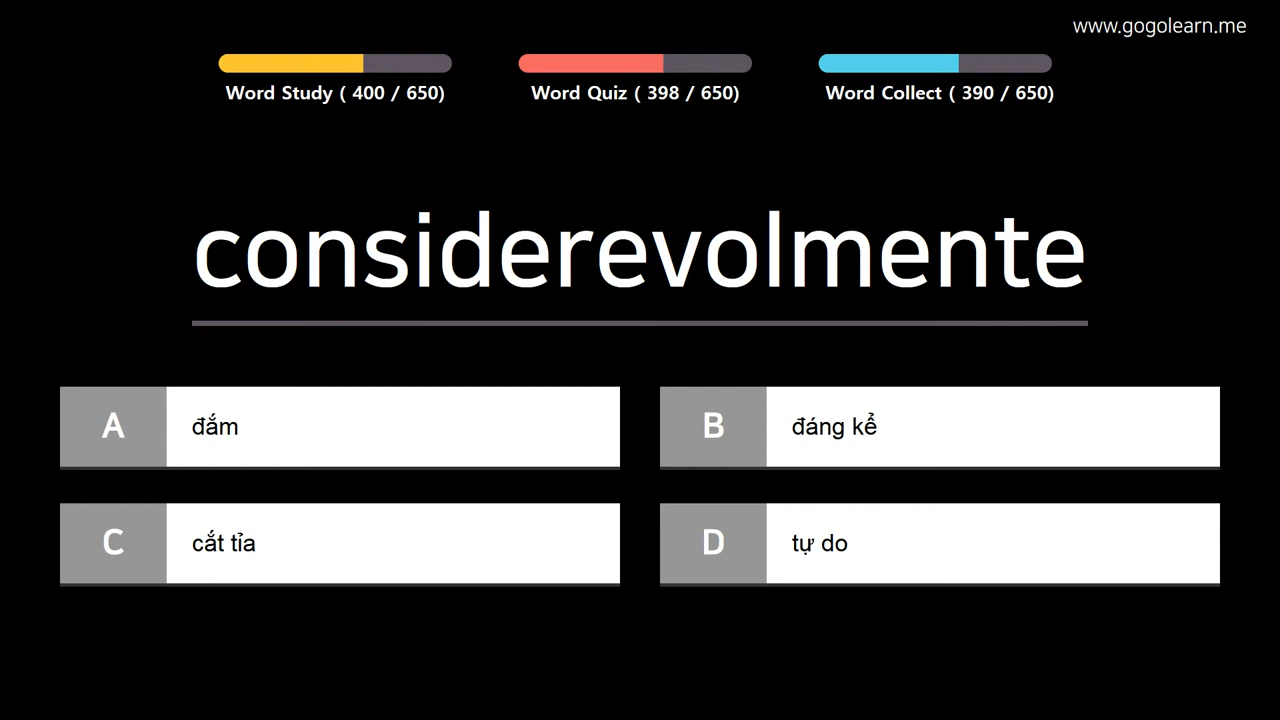 www.gogolearn.me
Word Study ( 400 / 650)
Word Quiz ( 398 / 650)
Word Collect ( 390 / 650)
considerevolmente
A đắm
B đáng kể
C cắt tỉa
D tự do